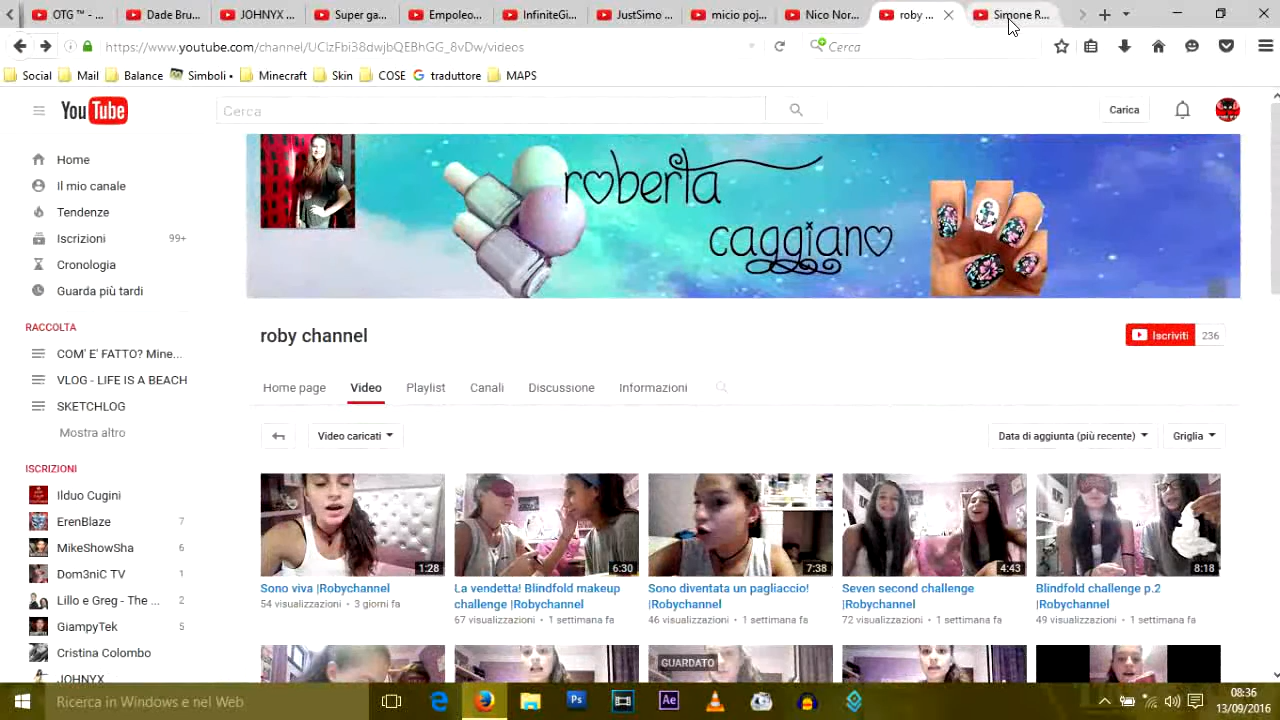 GUY ™
Dade Bru
JOHNYX
Empoleo...
InfiniteG...
JustSimo ...
micio poj...
roby ...
Simone R...
https://www.youtube.com/channel/UClzFbi38dwjbQEBhGG_8vDw/videos
Cerca
Social
Mail
Balance
Simboli •
Minecraft
Skin
COSE
traduttore
MAPS
YouTube
Cerca
Carica
Home
Il mio canale
Tendenze
Iscrizioni 99+
Cronologia
Guarda più tardi
RACCOLTA
COM' E' FATTO? Mine...
VLOG - LIFE IS A BEACH
SKETCHLOG
Mostra altro
ISCRIZIONI
Ilduo Cugini
ErenBlaze 7
MikeShowSha 6
Dom3niC TV 1
Lillo e Greg - The ... 2
GiampyTek 5
Cristina Colombo
JOHNYX
roberta
caggiano
roby channel
Iscriviti 236
Home page
Video
Playlist
Canali
Discussione
Informazioni
Video caricati
Data di aggiunta (più recente)
Griglia
1:28
Sono viva |Robychannel
54 visualizzazioni • 3 giorni fa
6:30
La vendetta! Blindfold makeup
challenge |Robychannel
67 visualizzazioni • 1 settimana fa
7:38
Sono diventata un pagliaccio!
|Robychannel
46 visualizzazioni • 1 settimana fa
4:43
Seven second challenge
|Robychannel
72 visualizzazioni • 1 settimana fa
8:18
Blindfold challenge p.2
|Robychannel
49 visualizzazioni • 1 settimana fa
GUARDATO
Ricerca in Windows e nel Web
Ps
Ae
08:36
13/09/2016